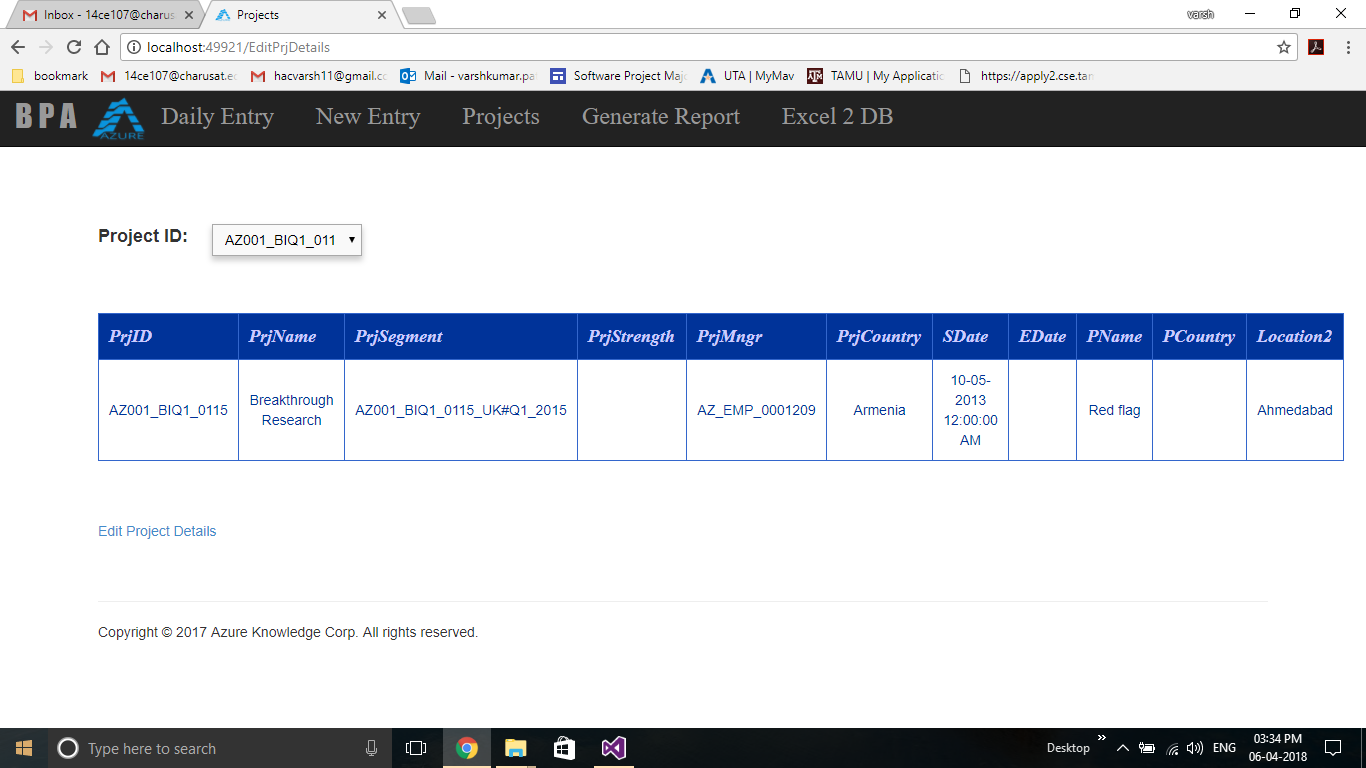 Inbox - 14ce107@charus
Projects
varsh
localhost:49921/EditPrjDetails
bookmark
14ce107@charusat.e
hacvarsh11@gmail.c
Mail - varshkumar.pa
Software Project Maj
UTA | MyMav
TAMU | My Applicatio
https://apply2.cse.tam
BPA AZURE Daily Entry New Entry Projects Generate Report Excel 2 DB
Project ID: AZ001_BIQ1_011
PrjID PrjName PrjSegment PrjStrength PrjMngr PrjCountry SDate EDate PName PCountry Location2
AZ001_BIQ1_0115
Breakthrough
Research
AZ001_BIQ1_0115_UK#Q1_2015
AZ_EMP_0001209
Armenia
10-05-
2013
12:00:00
AM
Red flag
Ahmedabad
Edit Project Details
Copyright © 2017 Azure Knowledge Corp. All rights reserved.
Type here to search
Desktop
ENG
03:34 PM
06-04-2018